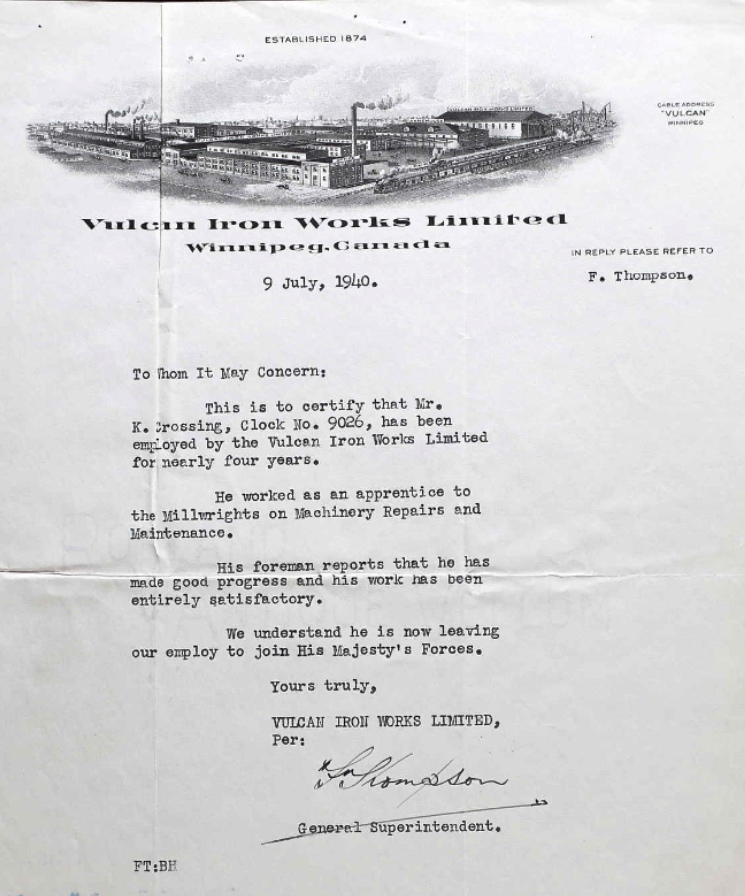 ESTABLISHED 1874
VULCAN IRON WORKS LIMITED
CABLE ADDRESS
"VULCAN"
WINNIPEG
Vulcan Iron Works Limited
Winnipeg, Canada
IN REPLY PLEASE REFER TO
F. Thompson.
9 July, 1940.
To Whom It May Concern:
This is to certify that Mr.
K. Crossing, Clock No. 9026, has been
employed by the Vulcan Iron Works Limited
for nearly four years.
He worked as an apprentice to
the Millwrights on Machinery Repairs and
Maintenance.
His foreman reports that he has
made good progress and his work has been
entirely satisfactory.
We understand he is now leaving
our employ to join His Majesty's Forces.
Yours truly,
VULCAN IRON WORKS LIMITED,
Per:
F Thompson
General Superintendent.
FT:BH